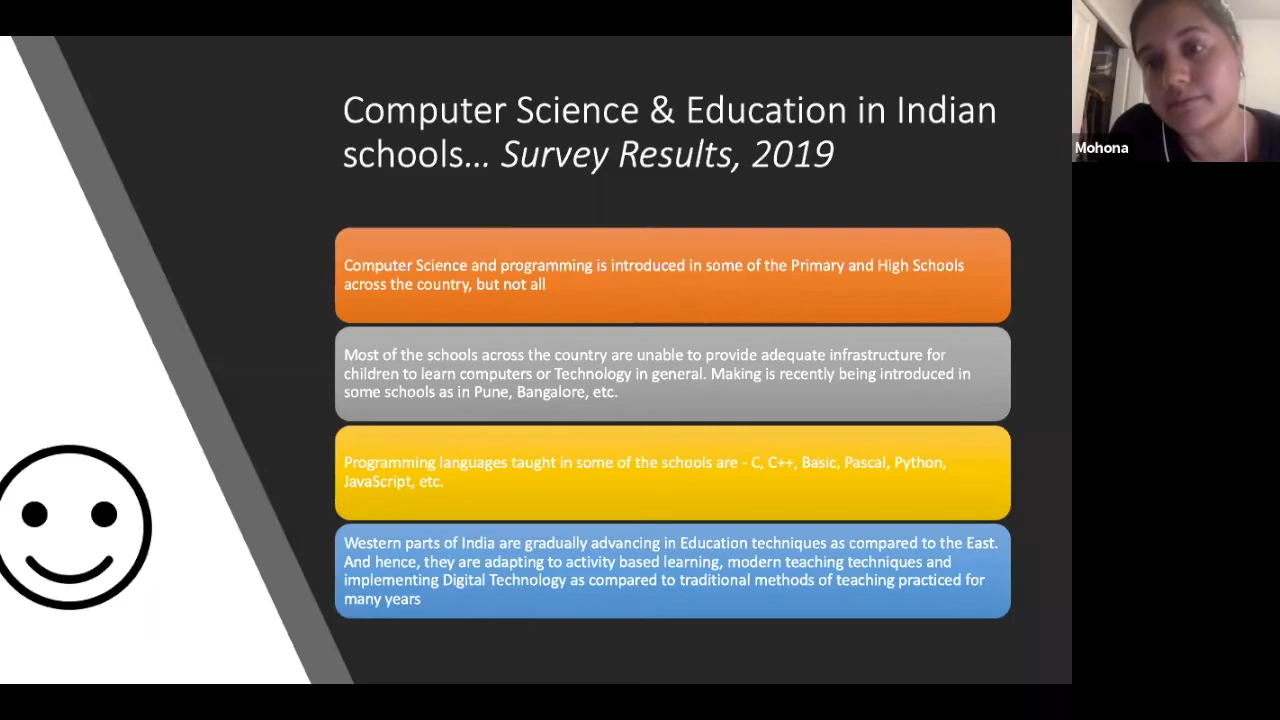 Computer Science & Education in Indian
schools... Survey Results, 2019
Mohona
Computer Science and programming is introduced in some of the Primary and High Schools
across the country, but not all
Most of the schools across the country are unable to provide adequate infrastructure for
children to learn computers or Technology in general. Making is recently being introduced in
some schools as in Pune, Bangalore, etc.
Programming languages taught in some of the schools are - C, C++, Basic, Pascal, Python,
JavaScript, etc.
Western parts of India are gradually advancing in Education techniques as compared to the East.
And hence, they are adapting to activity based learning, modern teaching techniques and
implementing Digital Technology as compared to traditional methods of teaching practiced for
many years